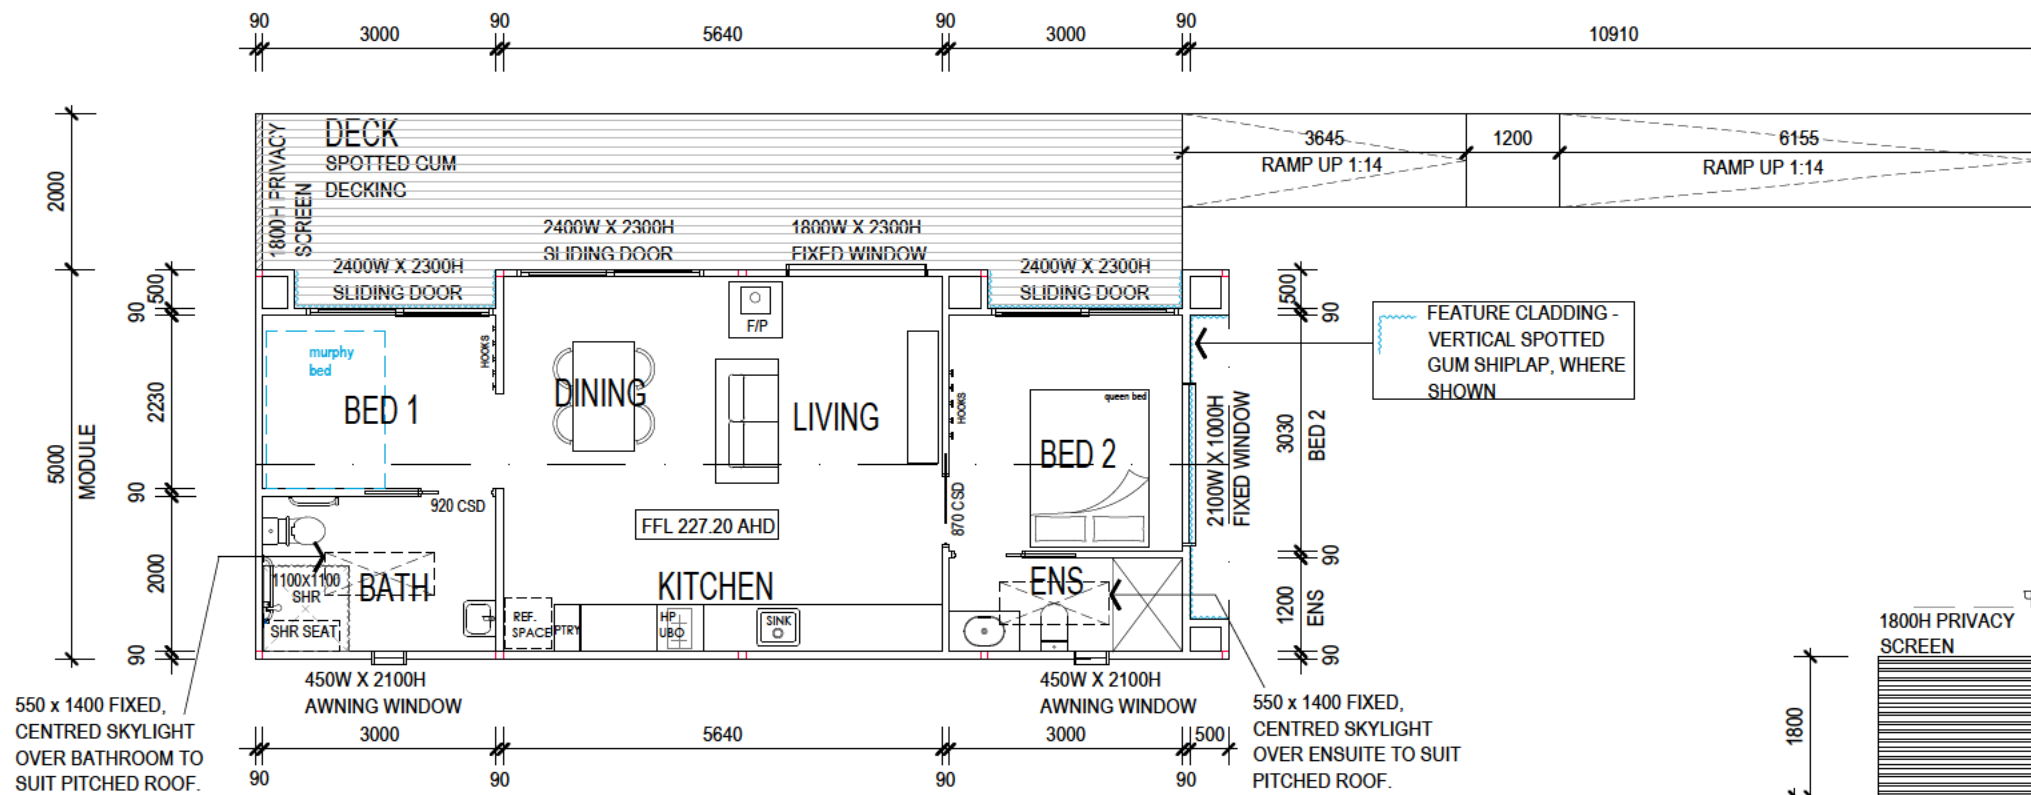 90
3000
90
5640
90
3000
90
10910
DECK
SPOTTED GUM
DECKING
1800H PRIVACY
SCREEN
3645
RAMP UP 1:14
1200
6155
RAMP UP 1:14
2000
2400W X 2300H
SLIDING DOOR
2400W X 2300H
SLIDING DOOR
1800W X 2300H
FIXED WINDOW
2400W X 2300H
SLIDING DOOR
500
90
2230
90
2000
90
5000
MODULE
murphy
bed
BED 1
HOOKS
DINING
F/P
LIVING
HOOKS
queen bed
BED 2
2100W X 1000H
FIXED WINDOW
500
90
3030
BED 2
90
1200
ENS
90
FEATURE CLADDING -
VERTICAL SPOTTED
GUM SHIPLAP, WHERE
SHOWN
920 CSD
870 CSD
FFL 227.20 AHD
1100X1100
SHR
BATH
SHR SEAT
KITCHEN
REF.
SPACE
PTRY
HP
UBO
SINK
ENS
450W X 2100H
AWNING WINDOW
450W X 2100H
AWNING WINDOW
550 x 1400 FIXED,
CENTRED SKYLIGHT
OVER BATHROOM TO
SUIT PITCHED ROOF.
550 x 1400 FIXED,
CENTRED SKYLIGHT
OVER ENSUITE TO SUIT
PITCHED ROOF.
90
3000
90
5640
90
3000
90
500
1800H PRIVACY
SCREEN
1800